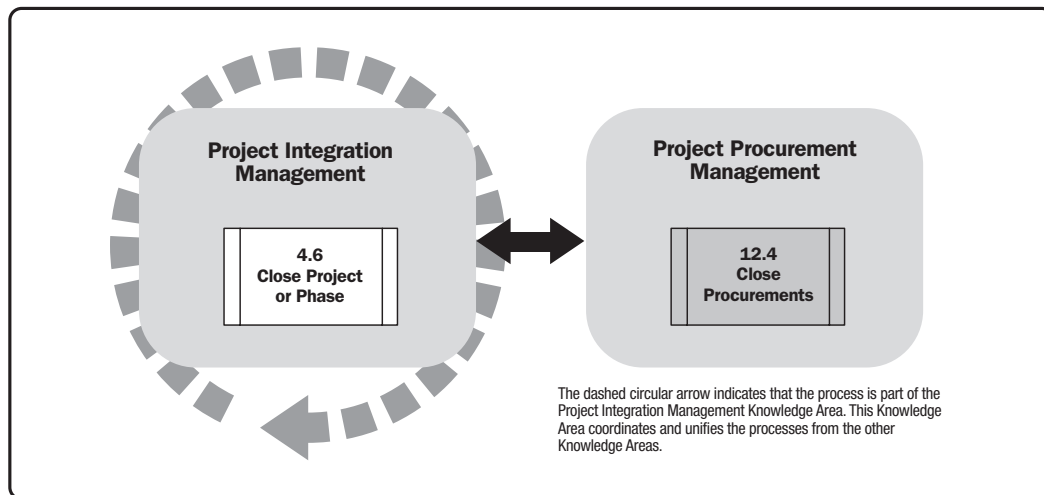 Project Integration
Management
4.6
Close Project
or Phase
Project Procurement
Management
12.4
Close
Procurements
The dashed circular arrow indicates that the process is part of the
Project Integration Management Knowledge Area. This Knowledge
Area coordinates and unifies the processes from the other
Knowledge Areas.